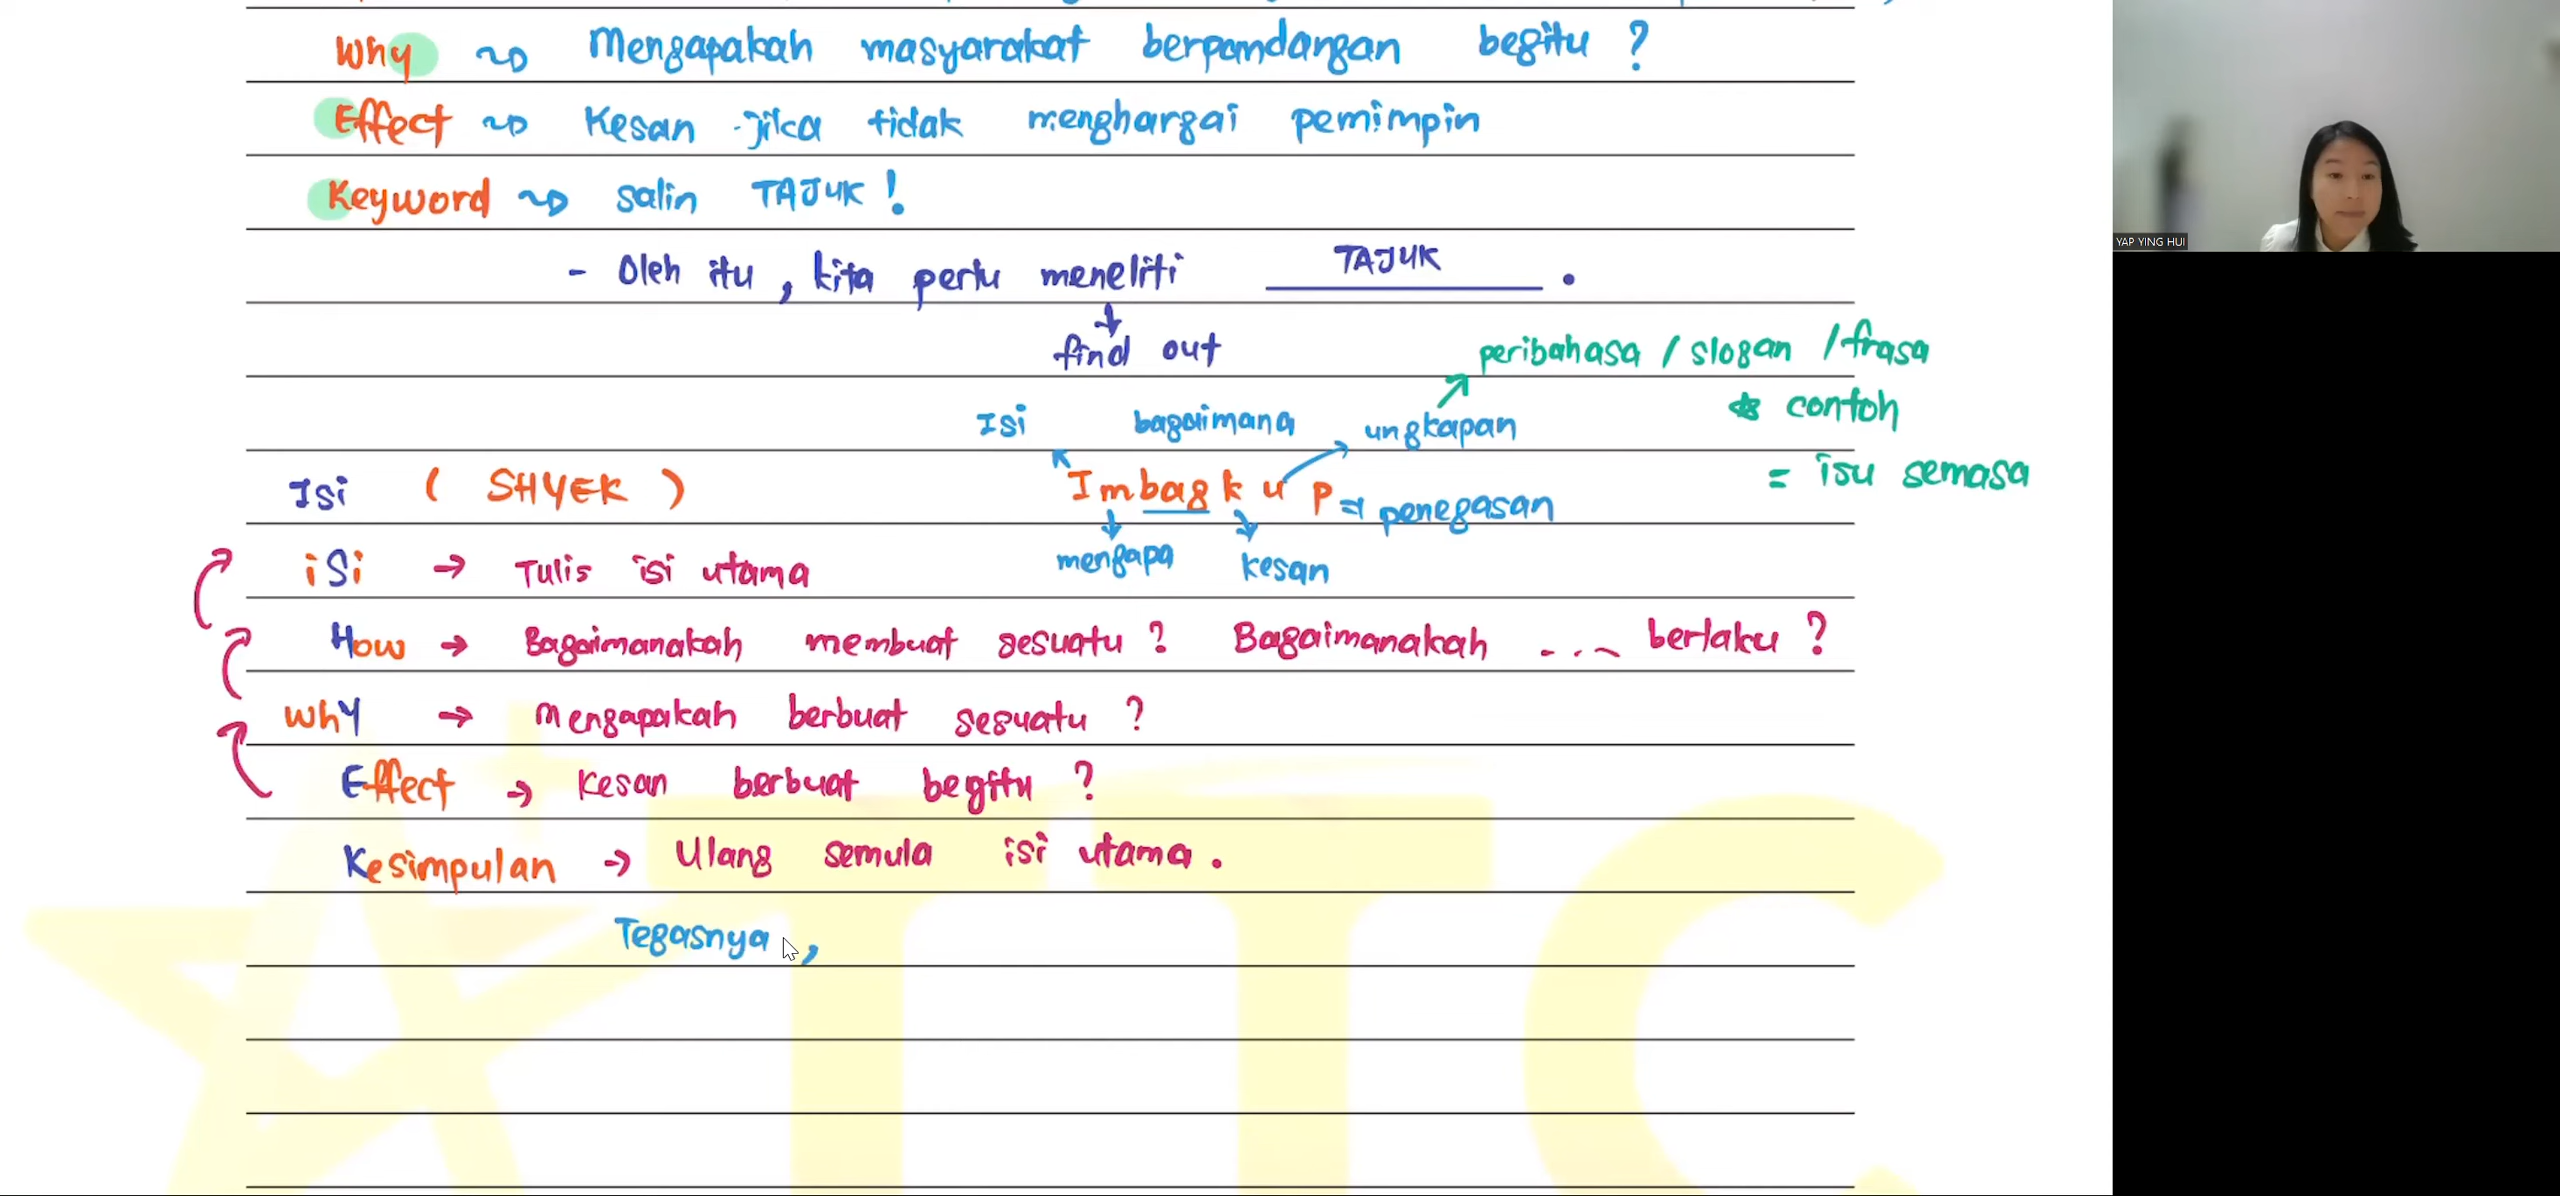 Why ~> Mengapakah masyarakat berpandangan begitu ?
Effect ~> Kesan jika tidak menghargai pemimpin
Keyword ~> salin TAJUK !
- Oleh itu , kita perlu meneliti TAJUK .
find out
peribahasa / slogan / frasa
contoh
= isu semasa
Isi bagaimana ungkapan
Isi ( SHYEK ) Imbagk u p => penegasan
mengapa kesan
isi → Tulis isi utama
How → Bagaimanakah membuat sesuatu ? Bagaimanakah .... berlaku ?
WhY → Mengapakah berbuat sesuatu ?
Effect → Kesan berbuat begitu ?
Kesimpulan → Ulang semula isi utama .
Tegasnya ,
YAP YING HUI
TTC